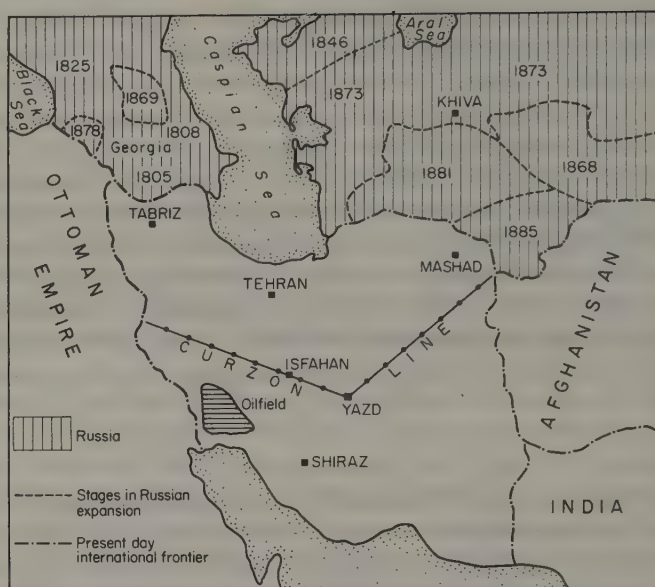 Aral
Sea
1846
1825
1873
1873
Caspian
Sea
Black
Sea
1869
KHIVA
1878
1808
Georgia
1868
1881
1805
OTTOMAN
EMPIRE
TABRIZ
1885
MASHAD
TEHRAN
AFGHANISTAN
CURZON LINE
ISFAHAN
YAZD
Oilfield
Russia
SHIRAZ
Stages in Russian
expansion
INDIA
Present day
international frontier